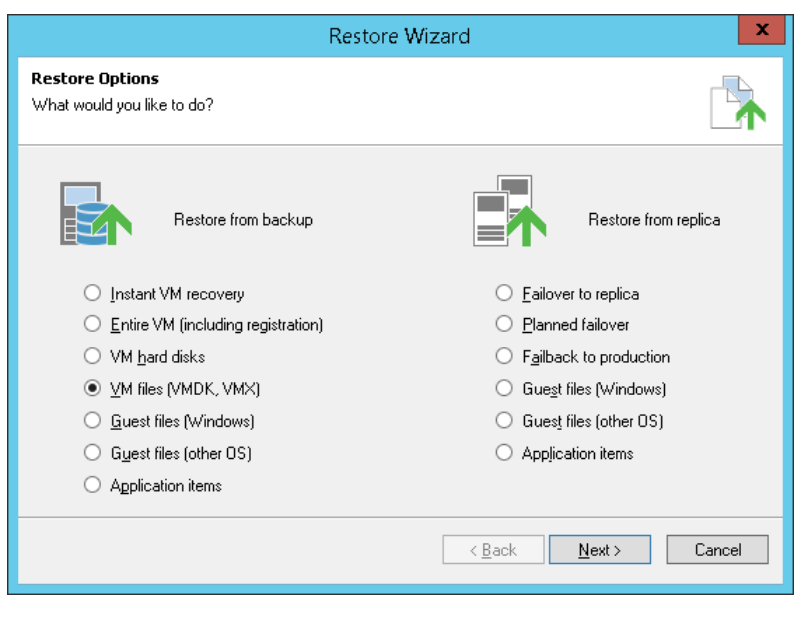 Restore Wizard
x
Restore Options
What would you like to do?
Restore from backup
Instant VM recovery
Entire VM (including registration)
VM hard disks
VM files (VMDK, VMX)
Guest files (Windows)
Guest files (other OS)
Application items
Restore from replica
Failover to replica
Planned failover
Failback to production
Guest files (Windows)
Guest files (other OS)
Application items
< Back
Next >
Cancel